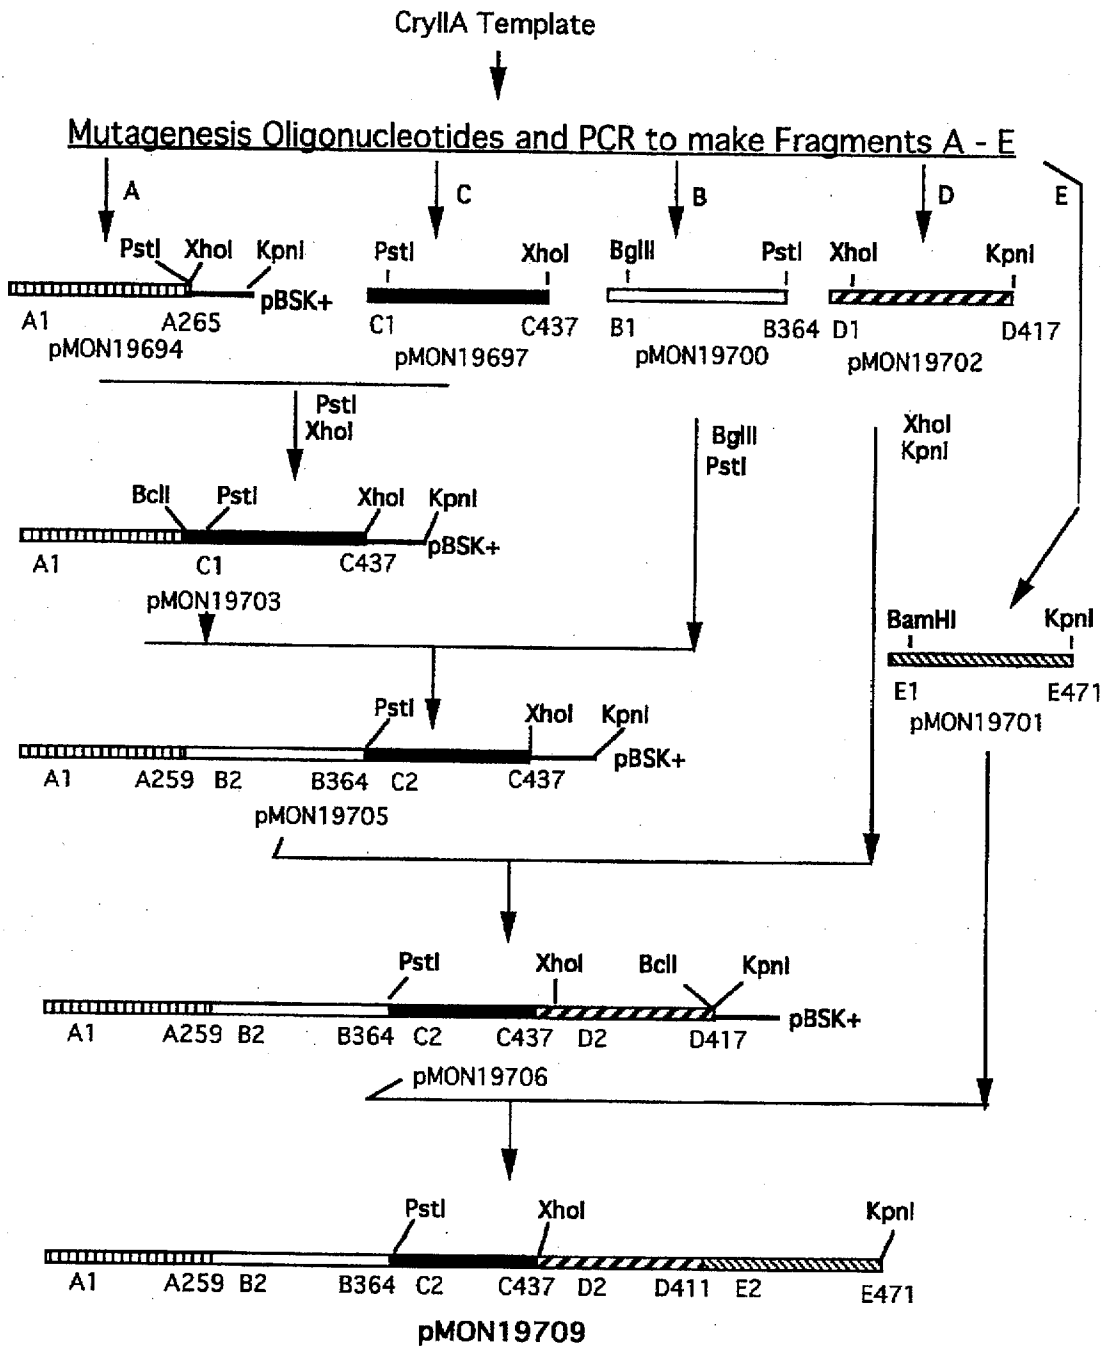 CryIIA Template
Mutagenesis Oligonucleotides and PCR to make Fragments A - E
A C B D E
PstI XhoI KpnI PstI XhoI BglII PstI XhoI KpnI
pBSK+
A1 A265 C1 C437 B1 B364 D1 D417
pMON19694 pMON19697 pMON19700 pMON19702
PstI
XhoI
BglII
PstI
XhoI
KpnI
BclI PstI XhoI KpnI
pBSK+
A1 C1 C437
pMON19703
BamHI KpnI
E1 E471
pMON19701
PstI XhoI KpnI
pBSK+
A1 A259 B2 B364 C2 C437
pMON19705
PstI XhoI BclI KpnI
pBSK+
A1 A259 B2 B364 C2 C437 D2 D417
pMON19706
PstI XhoI KpnI
A1 A259 B2 B364 C2 C437 D2 D411 E2 E471
pMON19709